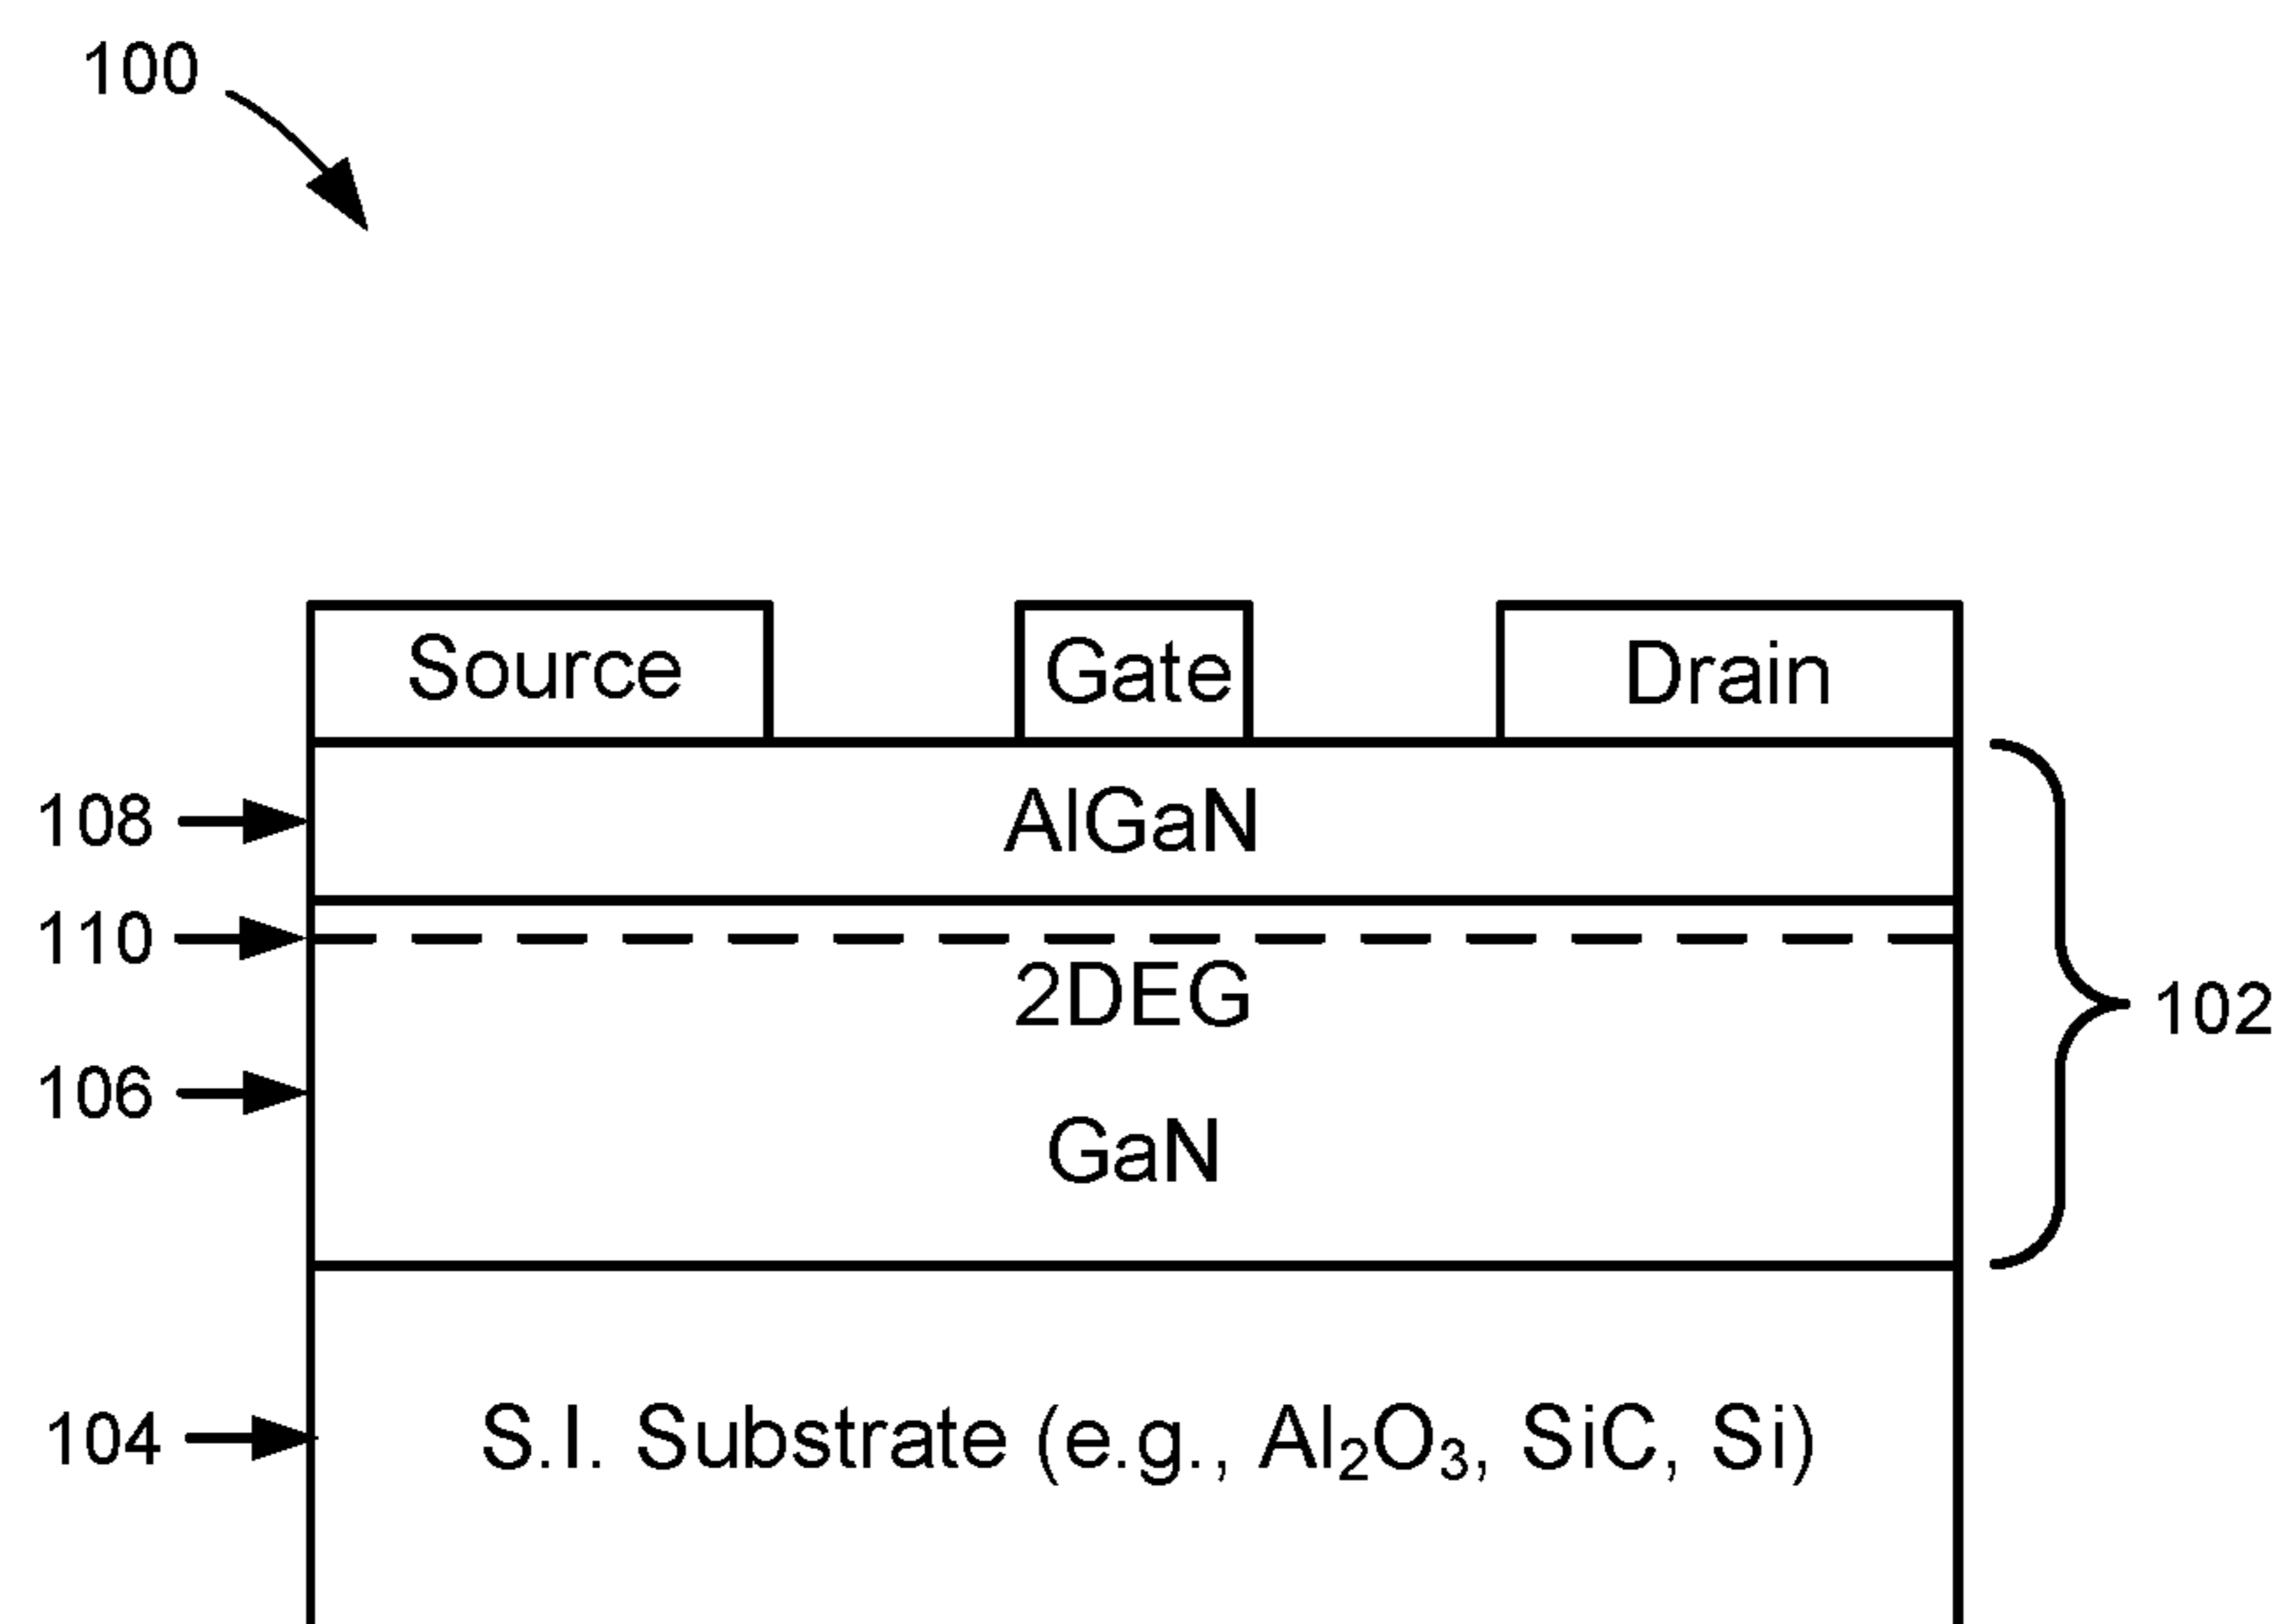 100
Source Gate Drain
108 AlGaN
110
2DEG
102
106
GaN
104 S.I. Substrate (e.g., Al₂O₃, SiC, Si)